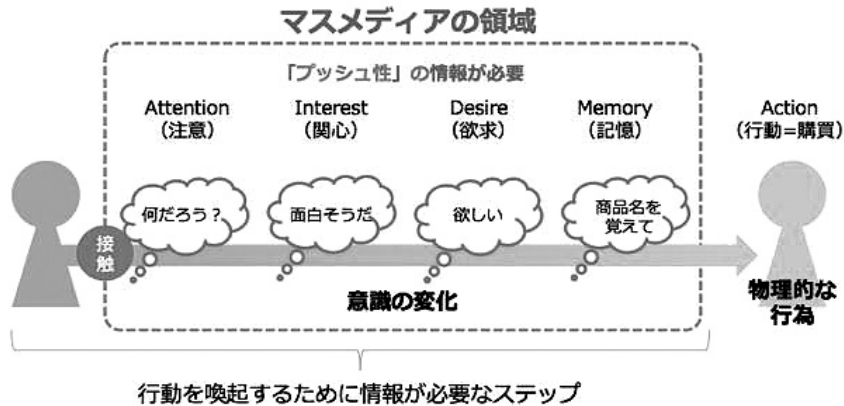 マスメディアの領域
「プッシュ性」の情報が必要
Attention
（注意）
Interest
（関心）
Desire
（欲求）
Memory
（記憶）
Action
（行動=購買）
何だろう？
面白そうだ
欲しい
商品名を
覚えて
接
触
意識の変化
物理的な
行為
行動を喚起するために情報が必要なステップ